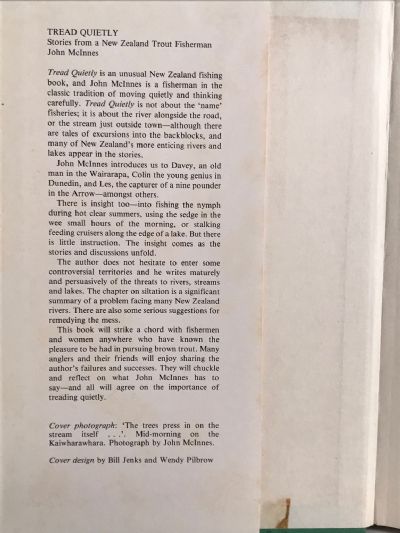 TREAD QUIETLY
Stories from a New Zealand Trout Fisherman
John McInnes
Tread Quietly is an unusual New Zealand fishing
book, and John McInnes is a fisherman in the
classic tradition of moving quietly and thinking
carefully. Tread Quietly is not about the 'name'
fisheries; it is about the river alongside the road,
or the stream just outside town—although there
are tales of excursions into the backblocks, and
many of New Zealand's more enticing rivers and
lakes appear in the stories.
John McInnes introduces us to Davey, an old
man in the Wairarapa, Colin the young genius in
Dunedin, and Les, the capturer of a nine pounder
in the Arrow—amongst others.
There is insight too—into fishing the nymph
during hot clear summers, using the sedge in the
wee small hours of the morning, or stalking
feeding cruisers along the edge of a lake. But there
is little instruction. The insight comes as the
stories and discussions unfold.
The author does not hesitate to enter some
controversial territories and he writes maturely
and persuasively of the threats to rivers, streams
and lakes. The chapter on siltation is a significant
summary of a problem facing many New Zealand
rivers. There are also some serious suggestions for
remedying the mess.
This book will strike a chord with fishermen
and women anywhere who have known the
pleasure to be had in pursuing brown trout. Many
anglers and their friends will enjoy sharing the
author's failures and successes. They will chuckle
and reflect on what John McInnes has to
say—and all will agree on the importance of
treading quietly.
Cover photograph: 'The trees press in on the
stream itself . . .'. Mid-morning on the
Kaiwharawhara. Photograph by John McInnes.
Cover design by Bill Jenks and Wendy Pilbrow